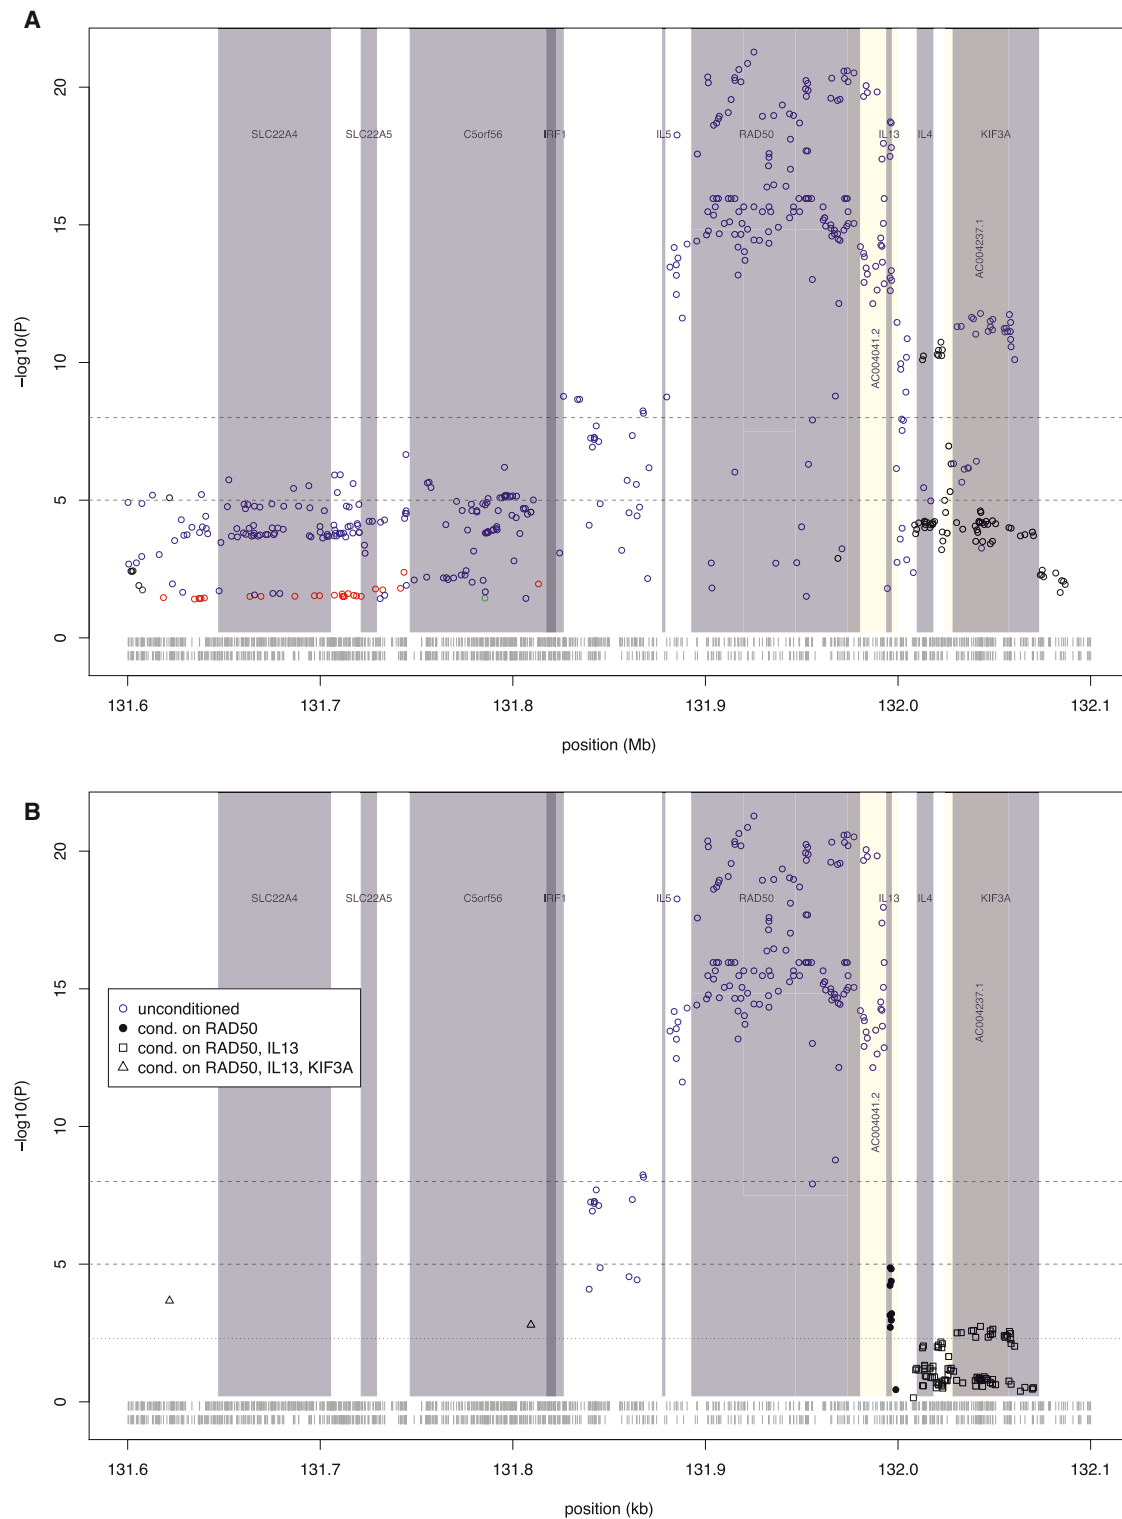 A
20
15
10
5
0
−log10(P)
SLC22A4
SLC22A5
C5orf56
IRF1
IL5
RAD50
IL13
IL4
KIF3A
AC004041.2
AC004237.1
131.6
131.7
131.8
131.9
132.0
132.1
position (Mb)
B
20
15
10
5
0
−log10(P)
SLC22A4
SLC22A5
C5orf56
IRF1
IL5
RAD50
IL13
IL4
KIF3A
AC004041.2
AC004237.1
unconditioned
cond. on RAD50
cond. on RAD50, IL13
cond. on RAD50, IL13, KIF3A
131.6
131.7
131.8
131.9
132.0
132.1
position (kb)